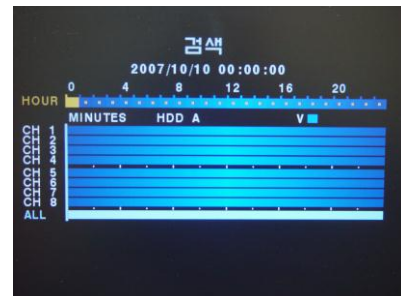 검색
2007/10/10 00:00:00
0 4 8 12 16 20
HOUR
MINUTES HDD A V
CH 1
CH 2
CH 3
CH 4
CH 5
CH 6
CH 7
CH 8
ALL